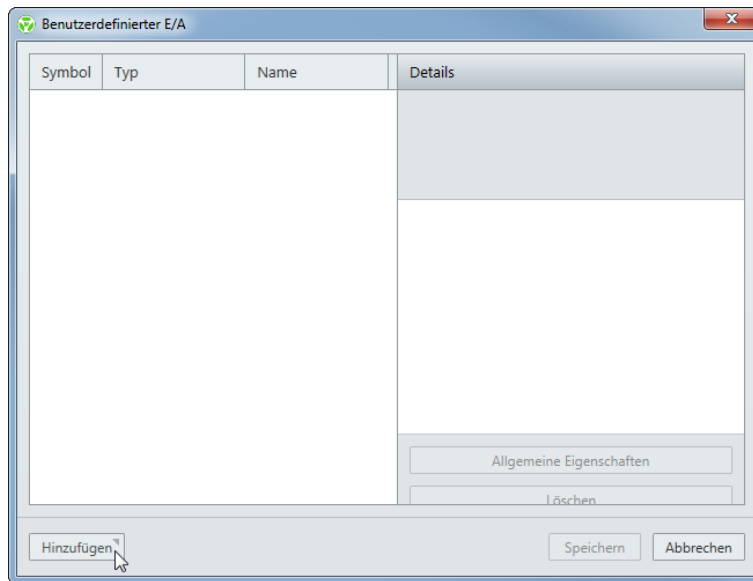 Benutzerdefinierter E/A
Symbol Typ Name Details
Allgemeine Eigenschaften
Löschen
Hinzufügen Speichern Abbrechen